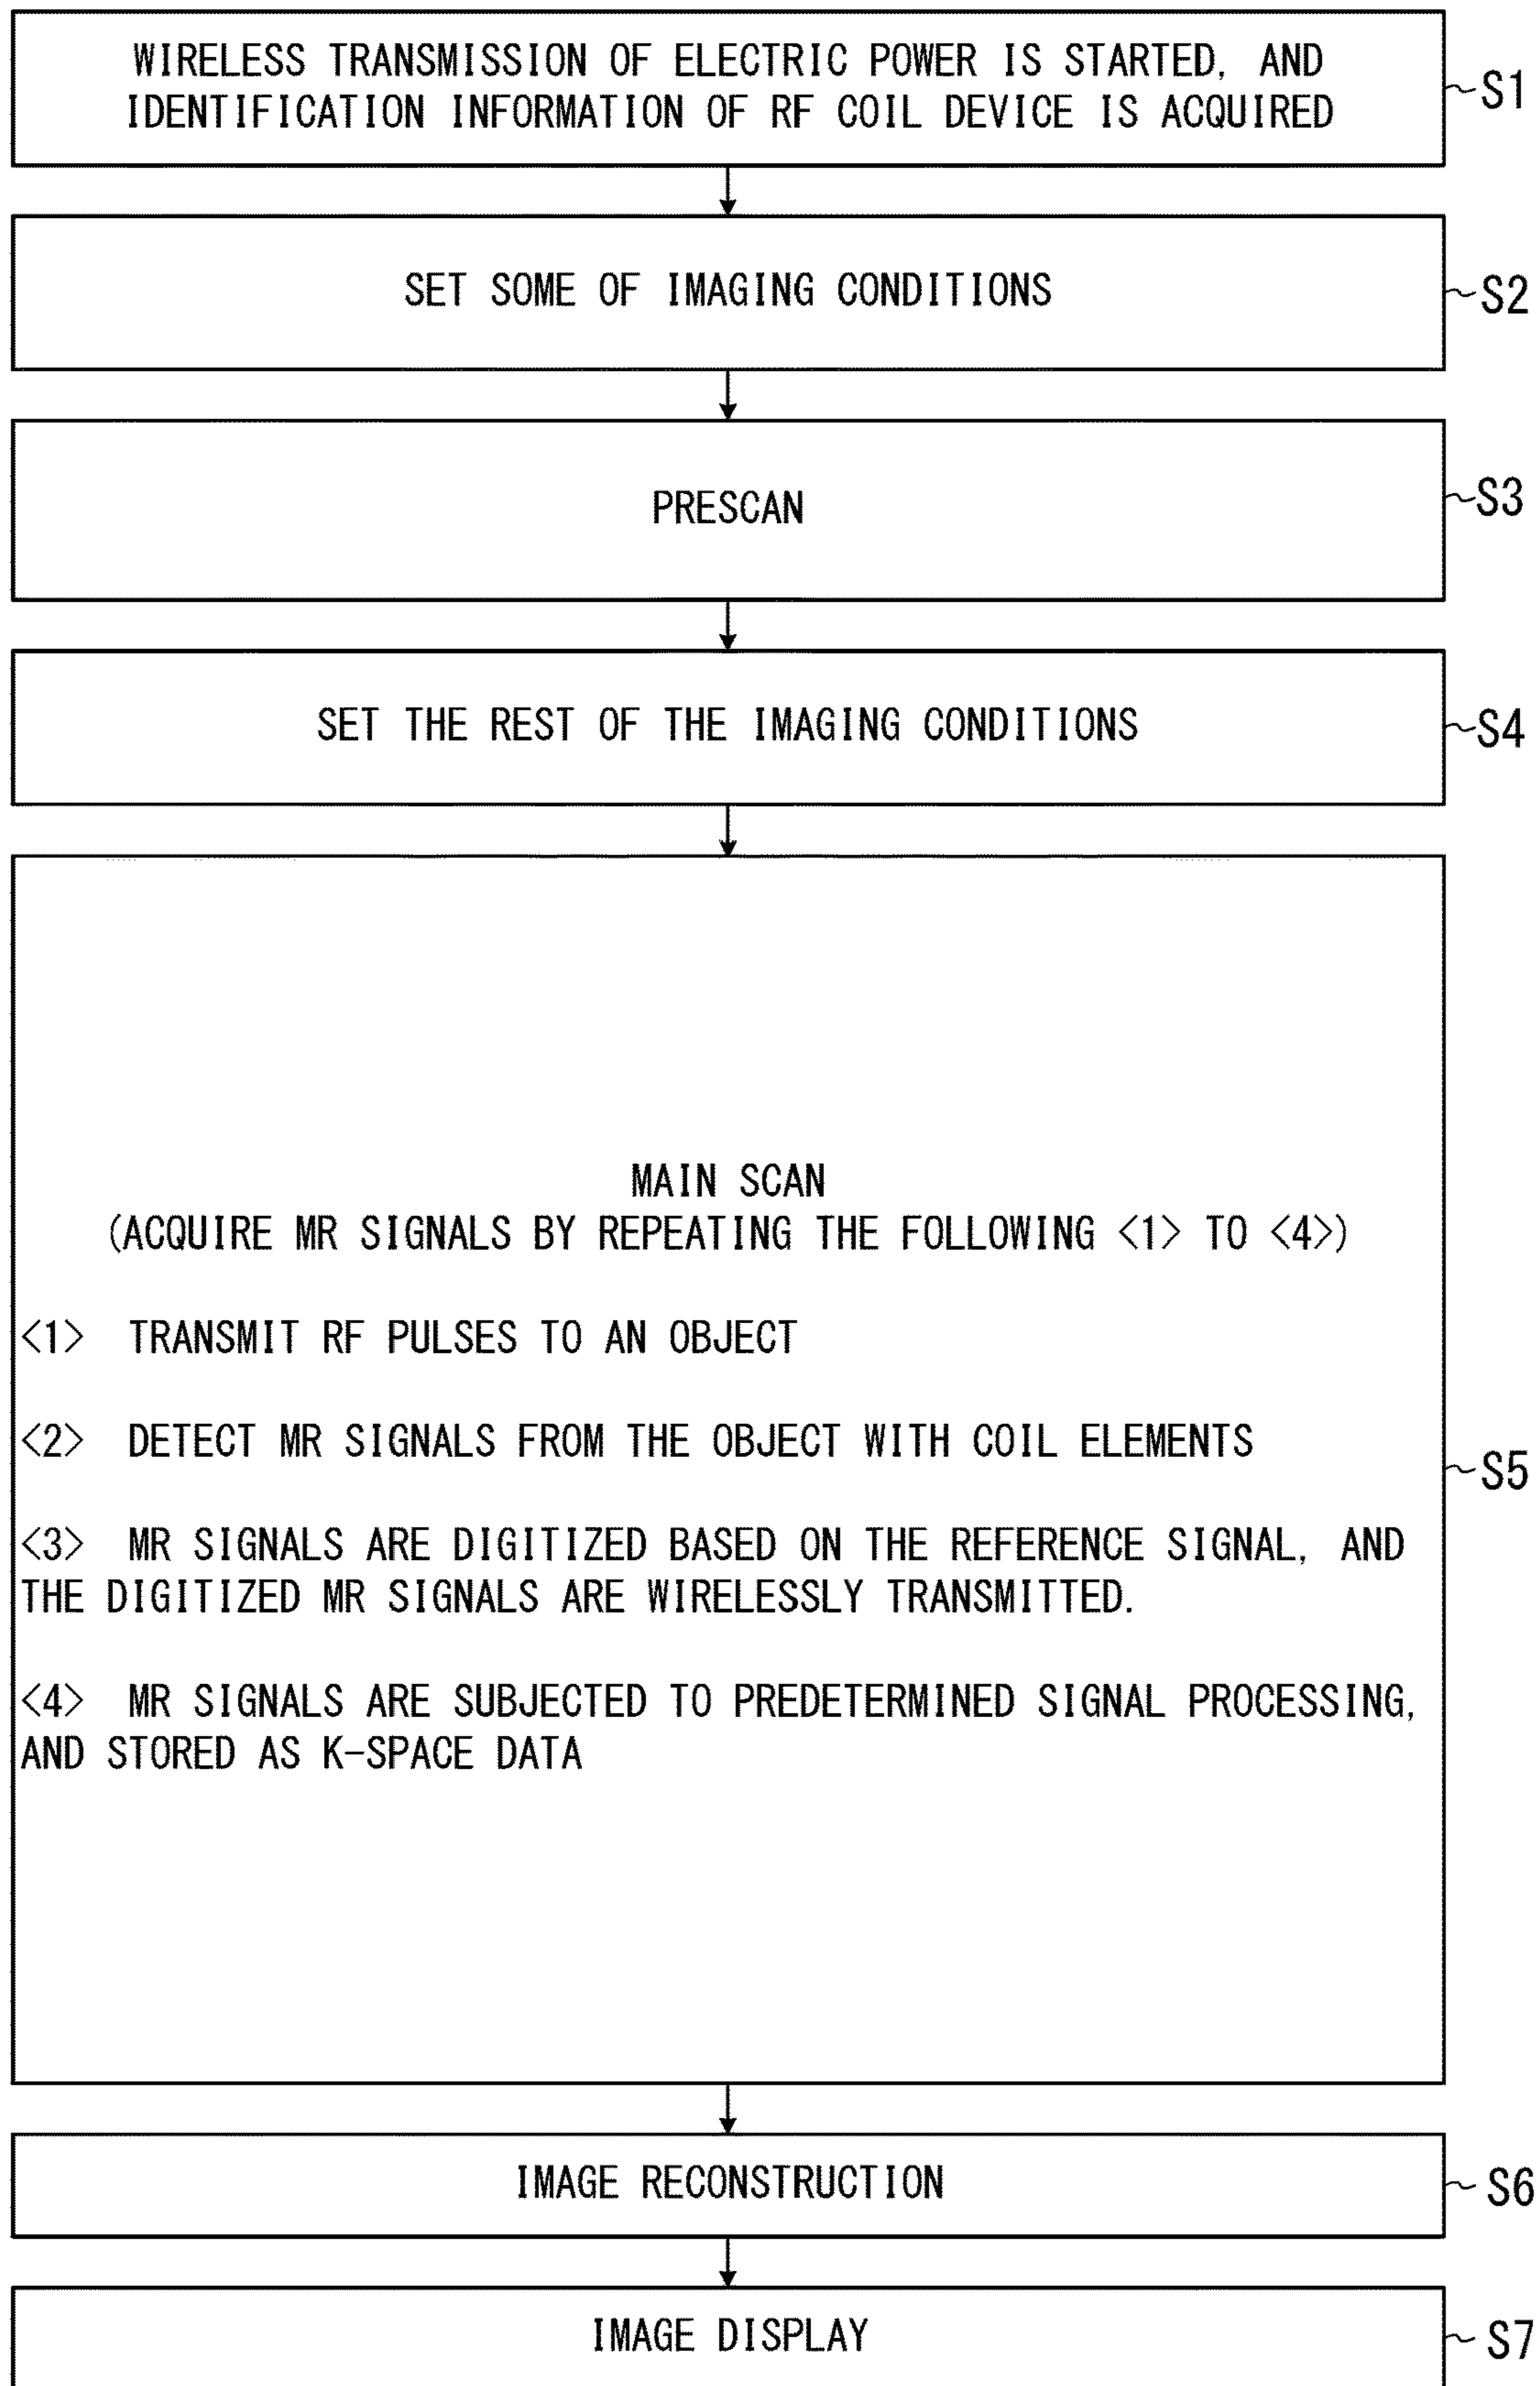 WIRELESS TRANSMISSION OF ELECTRIC POWER IS STARTED, AND
IDENTIFICATION INFORMATION OF RF COIL DEVICE IS ACQUIRED
S1
SET SOME OF IMAGING CONDITIONS
S2
PRESCAN
S3
SET THE REST OF THE IMAGING CONDITIONS
S4
MAIN SCAN
(ACQUIRE MR SIGNALS BY REPEATING THE FOLLOWING <1> TO <4>)
<1> TRANSMIT RF PULSES TO AN OBJECT
<2> DETECT MR SIGNALS FROM THE OBJECT WITH COIL ELEMENTS
<3> MR SIGNALS ARE DIGITIZED BASED ON THE REFERENCE SIGNAL, AND
THE DIGITIZED MR SIGNALS ARE WIRELESSLY TRANSMITTED.
<4> MR SIGNALS ARE SUBJECTED TO PREDETERMINED SIGNAL PROCESSING,
AND STORED AS K-SPACE DATA
S5
IMAGE RECONSTRUCTION
S6
IMAGE DISPLAY
S7